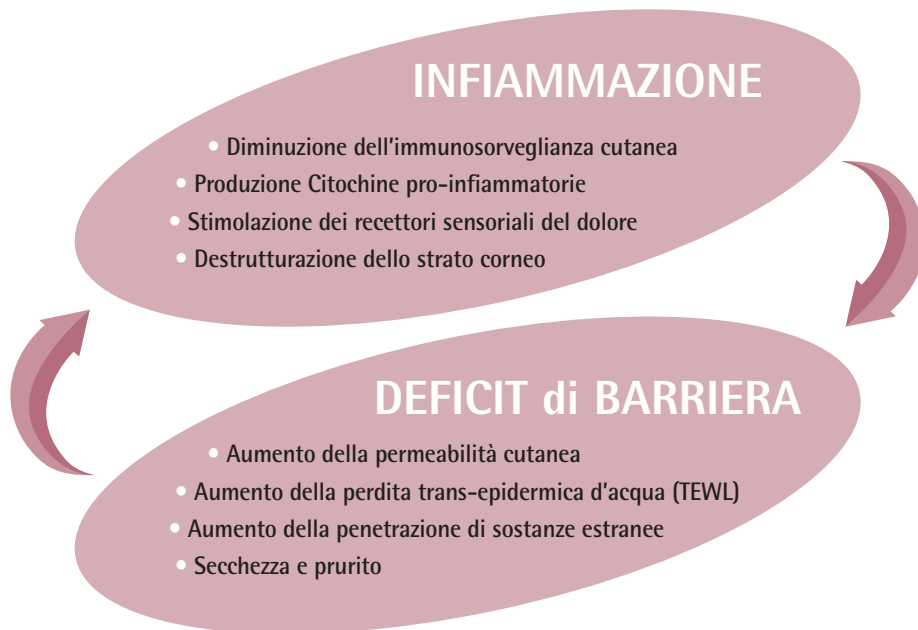 INFIAMMAZIONE
• Diminuzione dell'immunosorveglianza cutanea
• Produzione Citochine pro-infiammatorie
• Stimolazione dei recettori sensoriali del dolore
• Destrutturazione dello strato corneo
DEFICIT di BARRIERA
• Aumento della permeabilità cutanea
• Aumento della perdita trans-epidermica d'acqua (TEWL)
• Aumento della penetrazione di sostanze estranee
• Secchezza e prurito